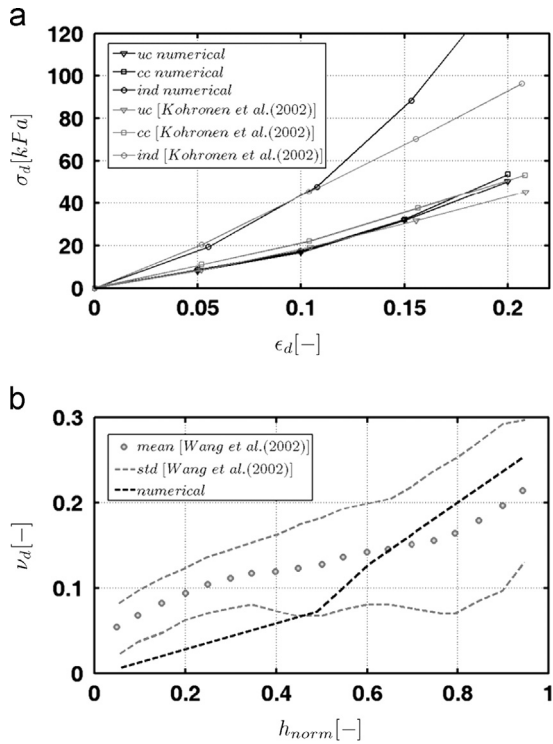 a
120
100
80
60
40
20
0
σd[kPa]
uc numerical
cc numerical
ind numerical
uc [Kohronen et al.(2002)]
cc [Kohronen et al.(2002)]
ind [Kohronen et al.(2002)]
0 0.05 0.1 0.15 0.2
ϵd[−]
b
0.3
0.2
0.1
0
νd[−]
mean [Wang et al.(2002)]
std [Wang et al.(2002)]
numerical
0 0.2 0.4 0.6 0.8 1
hnorm[−]